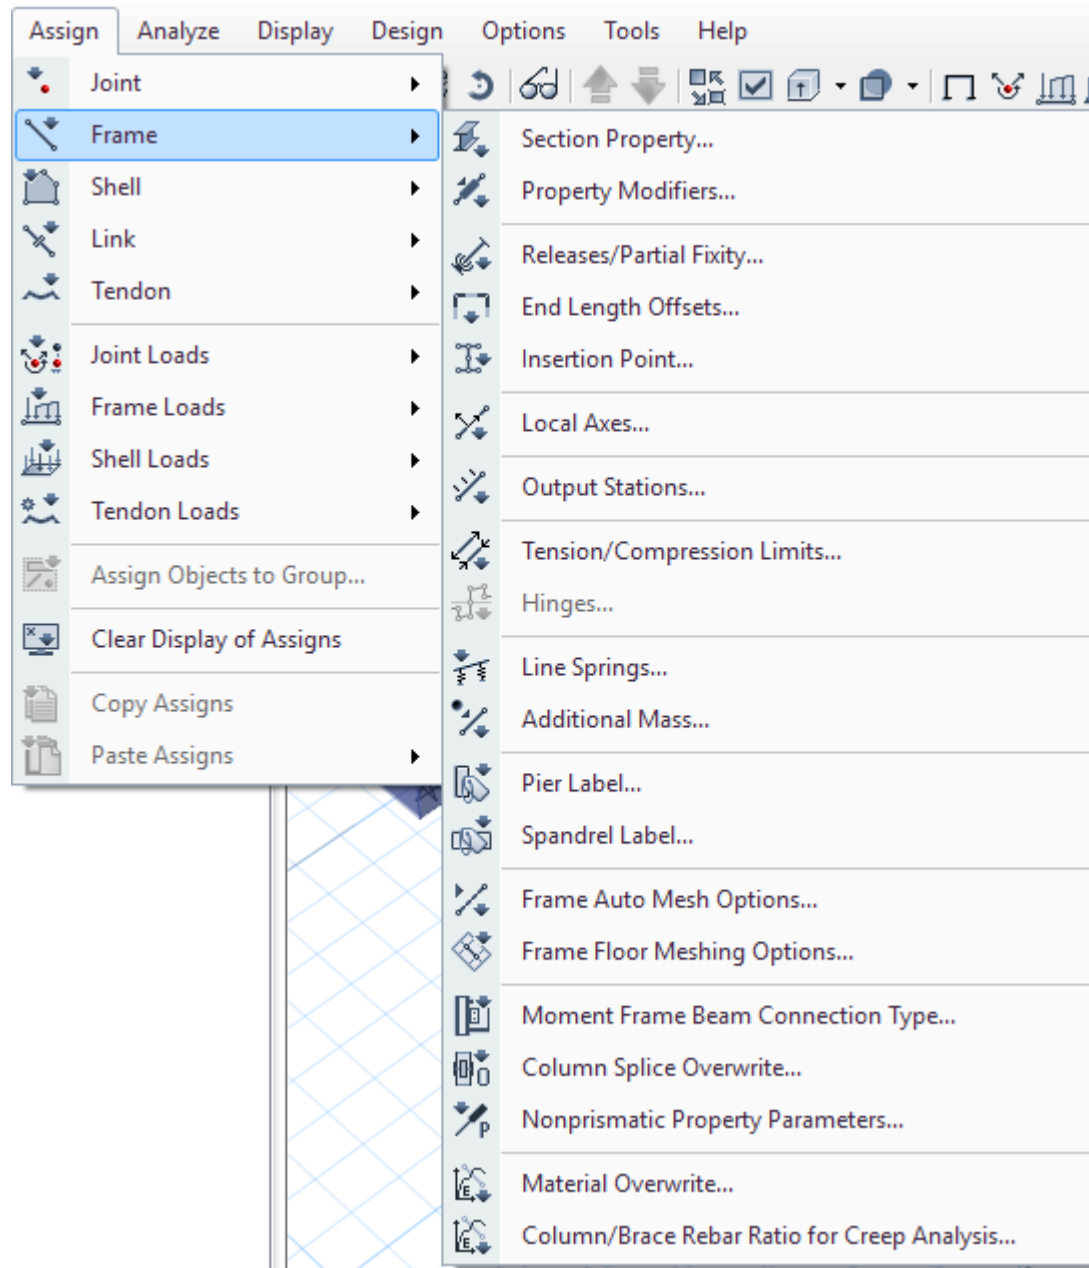 Assign Analyze Display Design Options Tools Help
Joint
Frame
Shell
Link
Tendon
Joint Loads
Frame Loads
Shell Loads
Tendon Loads
Assign Objects to Group...
Clear Display of Assigns
Copy Assigns
Paste Assigns
Section Property...
Property Modifiers...
Releases/Partial Fixity...
End Length Offsets...
Insertion Point...
Local Axes...
Output Stations...
Tension/Compression Limits...
Hinges...
Line Springs...
Additional Mass...
Pier Label...
Spandrel Label...
Frame Auto Mesh Options...
Frame Floor Meshing Options...
Moment Frame Beam Connection Type...
Column Splice Overwrite...
Nonprismatic Property Parameters...
Material Overwrite...
Column/Brace Rebar Ratio for Creep Analysis...